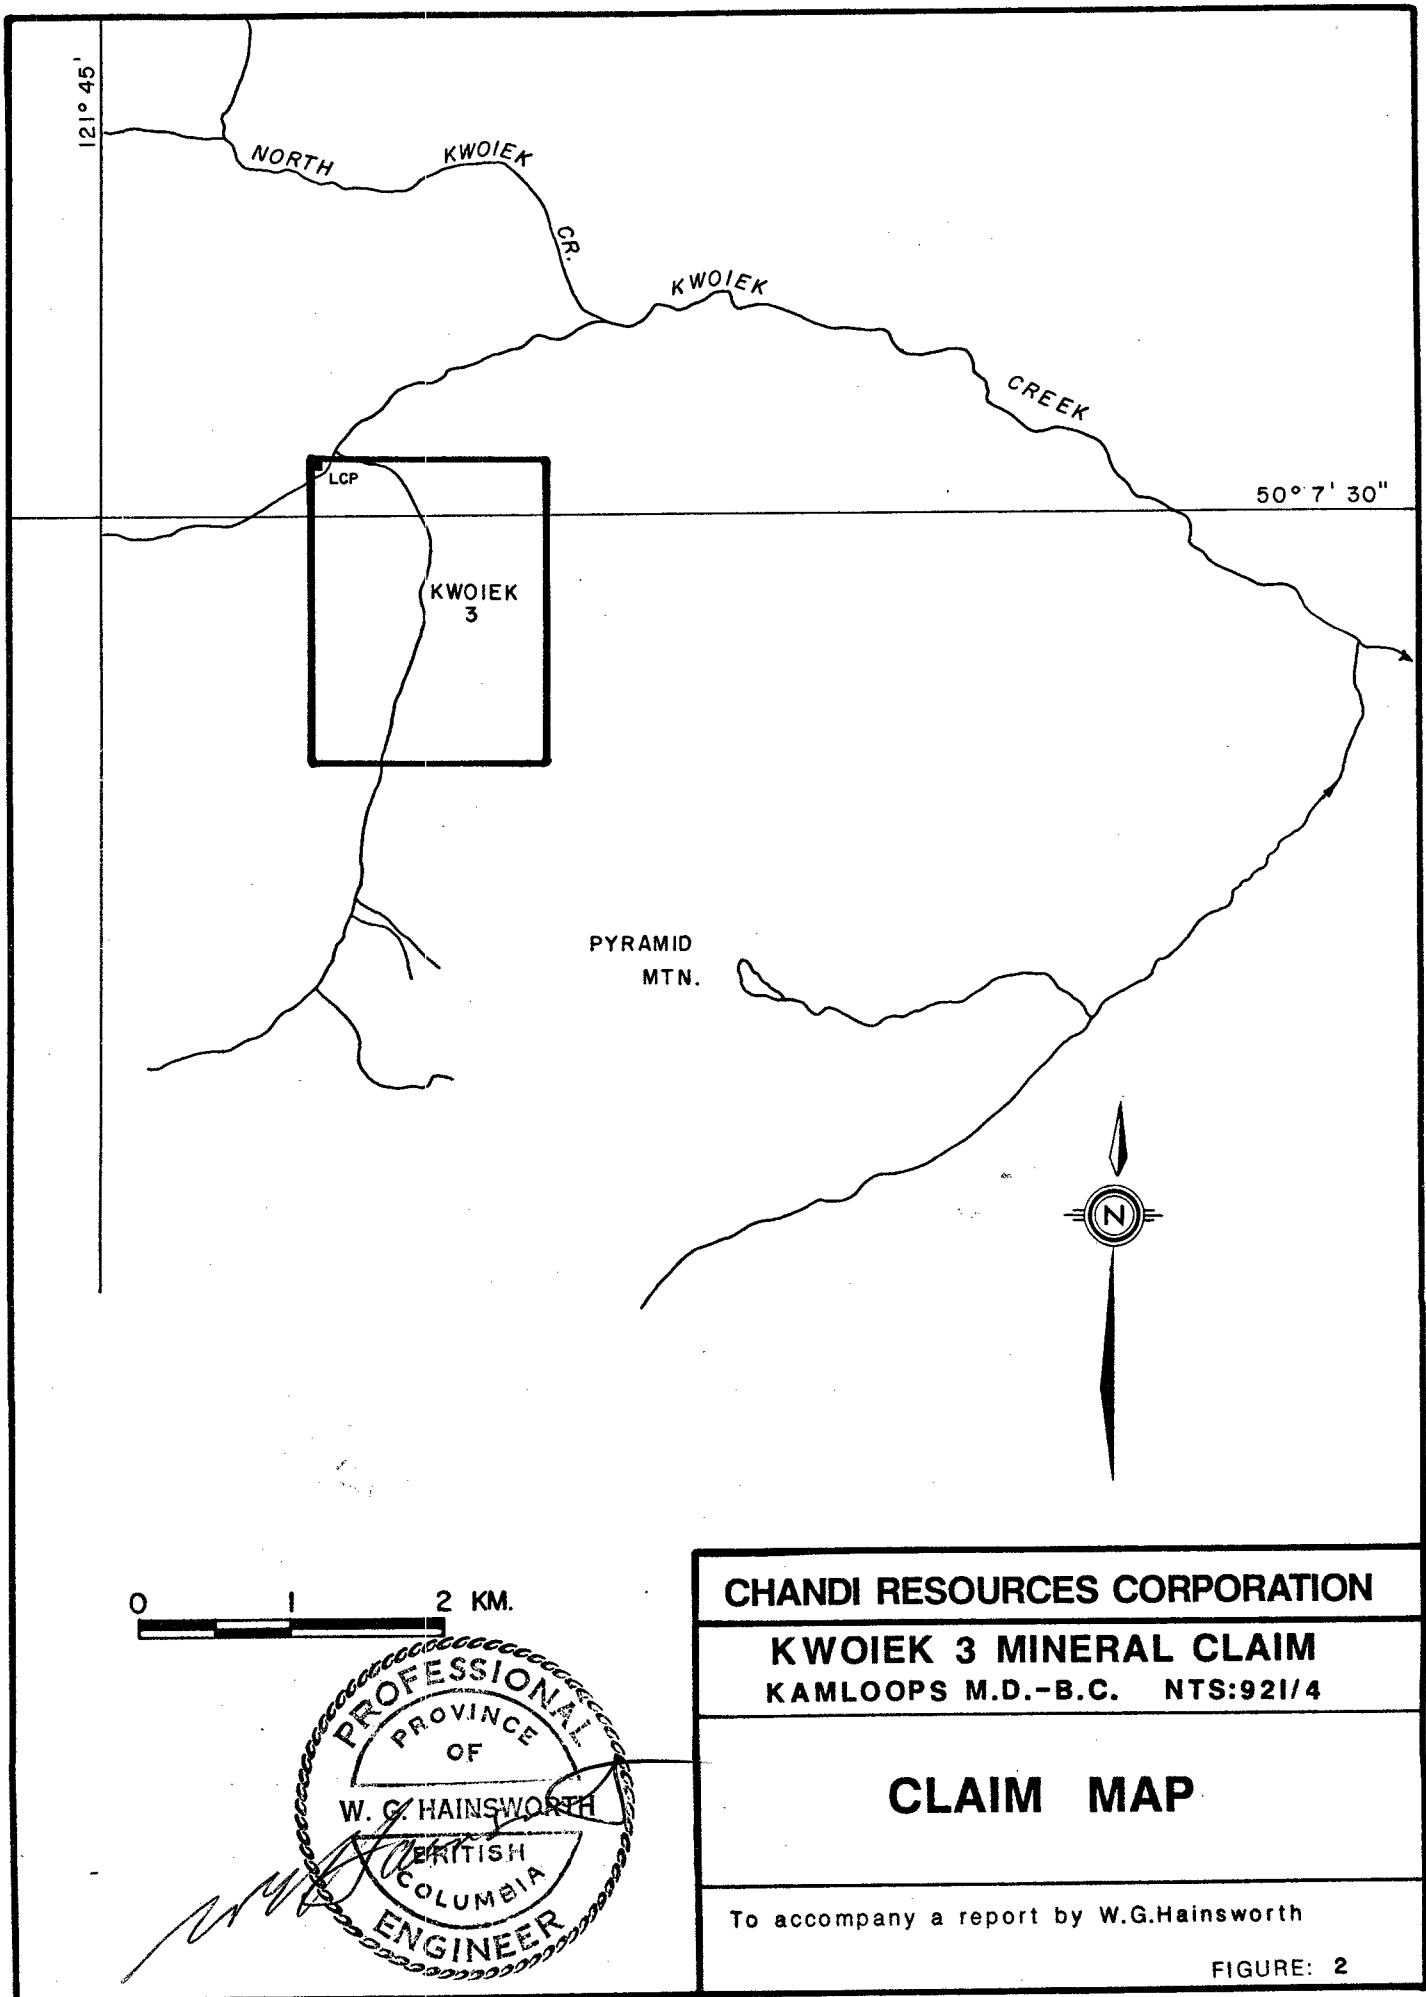 121° 45'
NORTH KWOIEK CR.
KWOIEK CREEK
50° 7' 30"
LCP
KWOIEK
3
PYRAMID
MTN.
N
0 1 2 KM.
PROFESSIONAL
PROVINCE
OF
W. G. HAINSWORTH
BRITISH
COLUMBIA
ENGINEER
CHANDI RESOURCES CORPORATION
KWOIEK 3 MINERAL CLAIM
KAMLOOPS M.D.-B.C. NTS:92I/4
CLAIM MAP
To accompany a report by W.G.Hainsworth
FIGURE: 2